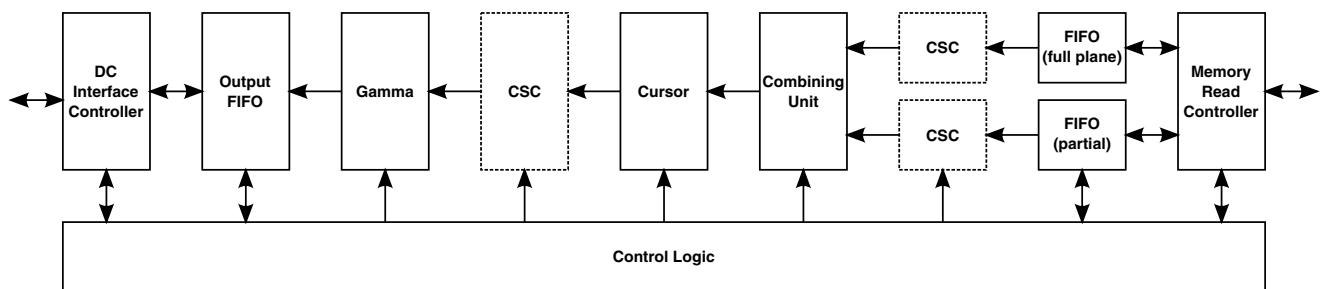 DC
Interface
Controller
Output
FIFO
Gamma
CSC
Cursor
Combining
Unit
CSC
FIFO
(full plane)
CSC
FIFO
(partial)
Memory
Read
Controller
Control Logic